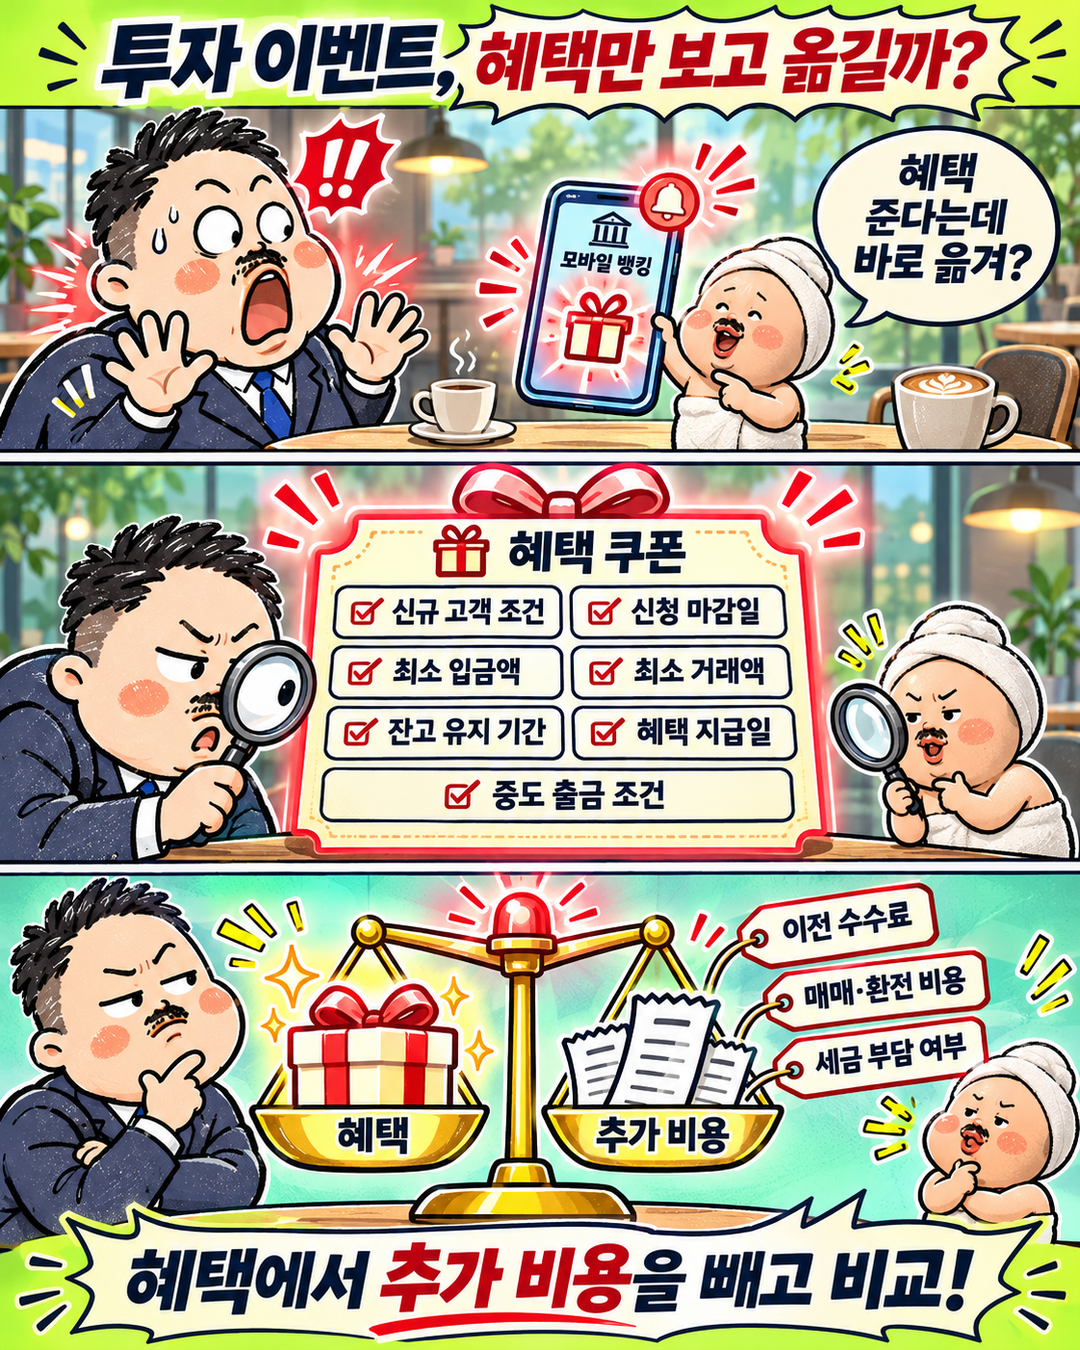 투자 이벤트, 혜택만 보고 옮길까?
!!
모바일 뱅킹
혜택
준다는데
바로 옮겨?
혜택 쿠폰
신규 고객 조건
신청 마감일
최소 입금액
최소 거래액
잔고 유지 기간
혜택 지급일
중도 출금 조건
이전 수수료
매매·환전 비용
세금 부담 여부
혜택
추가 비용
혜택에서 추가 비용을 빼고 비교!